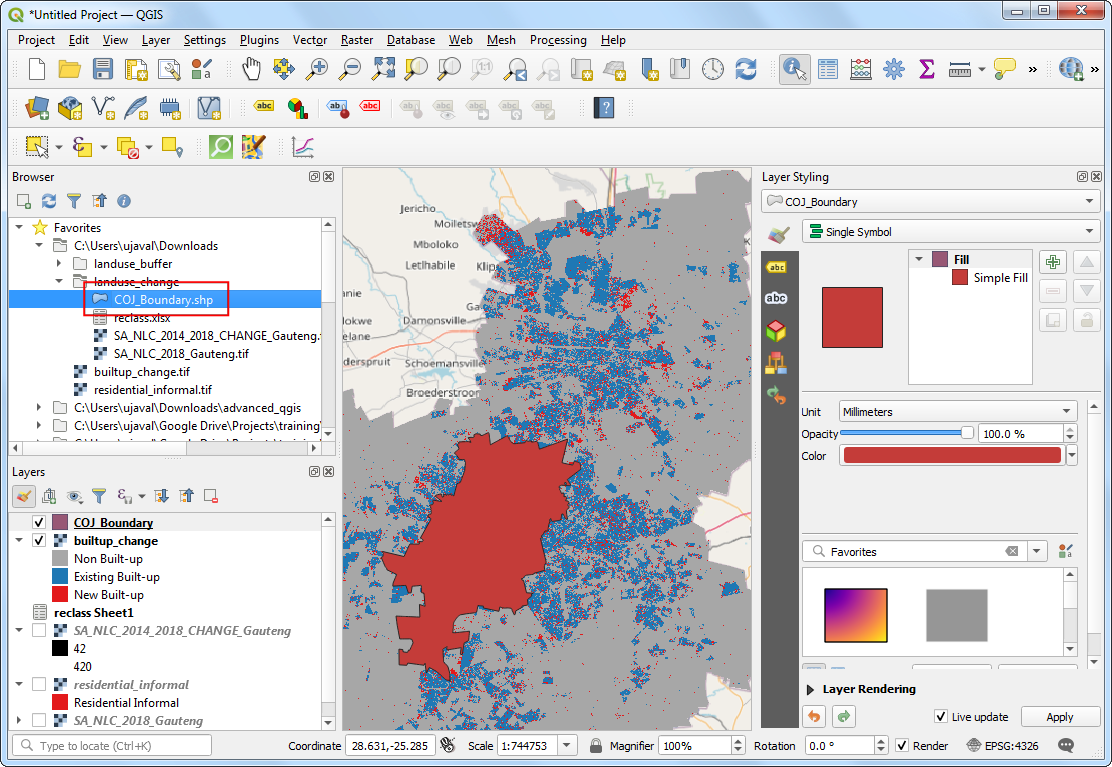 *Untitled Project — QGIS
Project Edit View Layer Settings Plugins Vector Raster Database Web Mesh Processing Help
Browser
Favorites
C:\Users\ujaval\Downloads
landuse_buffer
landuse_change
COJ_Boundary.shp
reclass.xlsx
SA_NLC_2014_2018_CHANGE_Gauteng.
SA_NLC_2018_Gauteng.tif
builtup_change.tif
residential_informal.tif
C:\Users\ujaval\Downloads\advanced_qgis
C:\Users\ujaval\Google Drive\Projects\training
Layers
COJ_Boundary
builtup_change
Non Built-up
Existing Built-up
New Built-up
reclass Sheet1
SA_NLC_2014_2018_CHANGE_Gauteng
42
420
residential_informal
Residential Informal
SA_NLC_2018_Gauteng
Jericho
Moiletsw
Mboloko
Letlhabile
Klip
anie
Ga
lokwe
Damonsville
elane
derspruit
Schoemansville
Broederstroom
Layer Styling
COJ_Boundary
Single Symbol
abc
abc
Fill
Simple Fill
Unit Millimeters
Opacity 100.0 %
Color
Favorites
Layer Rendering
Live update Apply
Type to locate (Ctrl+K) Coordinate 28.631,-25.285 Scale 1:744753 Magnifier 100% Rotation 0.0 ° Render EPSG:4326